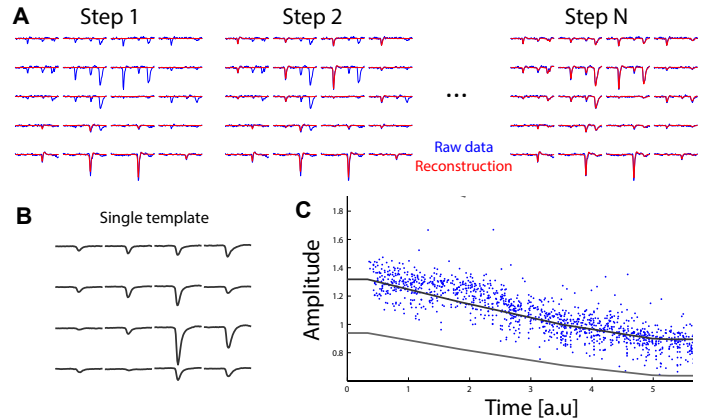 A
Step 1
Step 2
Step N
...
Raw data
Reconstruction
B
Single template
C
Amplitude
1.8
1.6
1.4
1.2
1
0.8
0
1
2
3
4
5
Time [a.u]